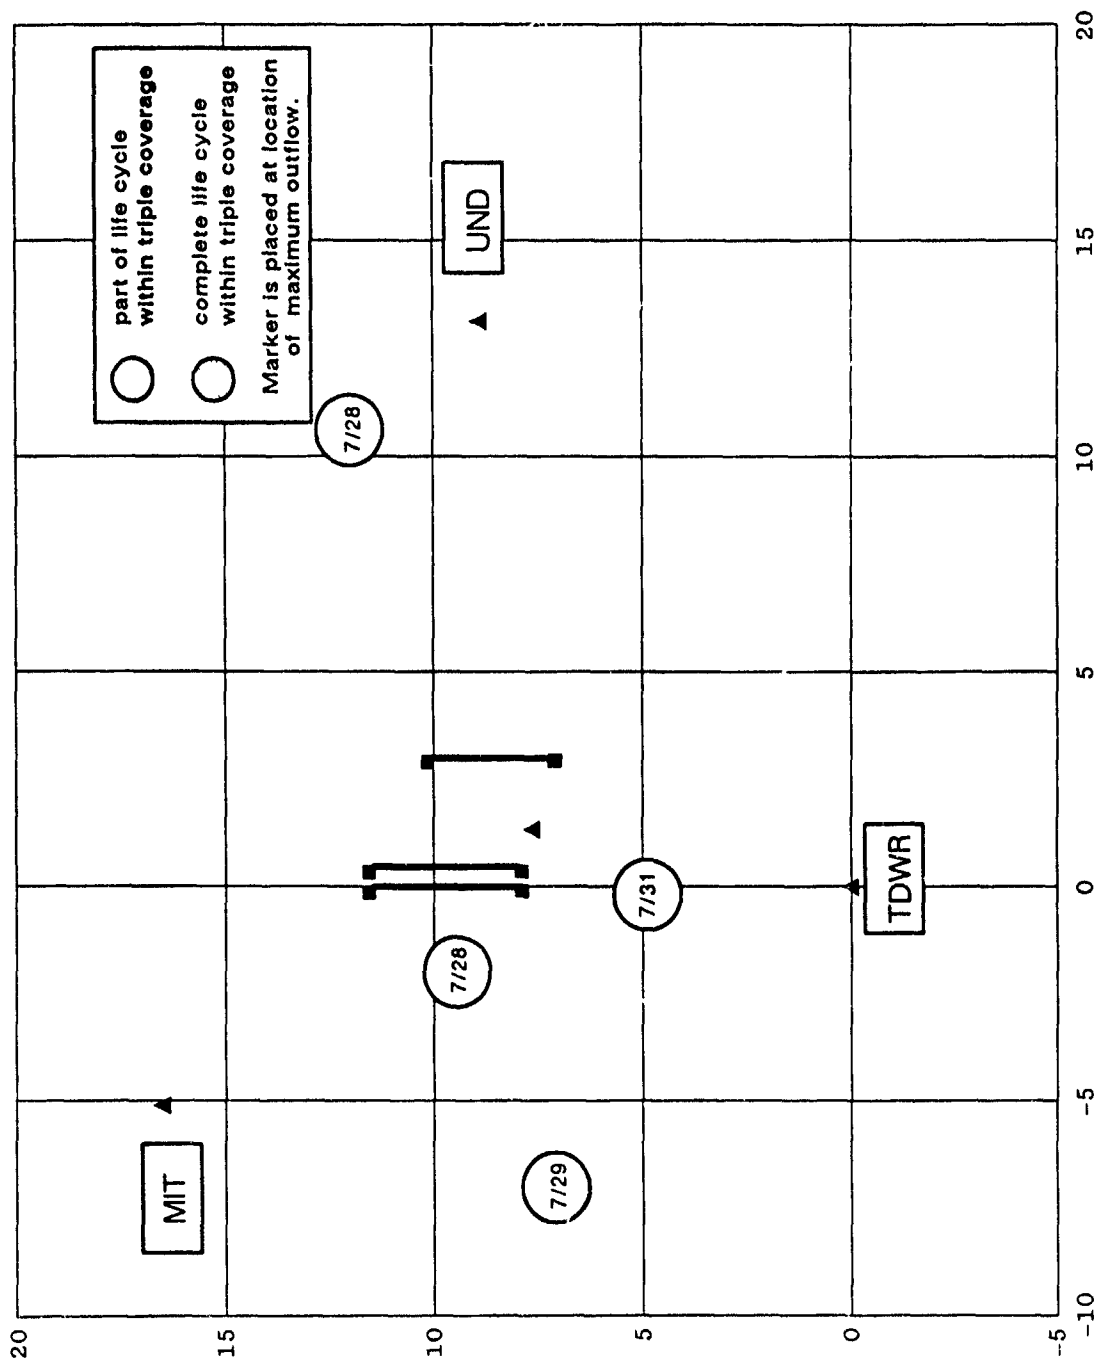 part of life cycle
within triple coverage
complete life cycle
within triple coverage
Marker is placed at location
of maximum outflow.
MIT
UND
TDWR
7/28
7/28
7/29
7/31
20
15
10
5
0
-5
-10
-5
0
5
10
15
20